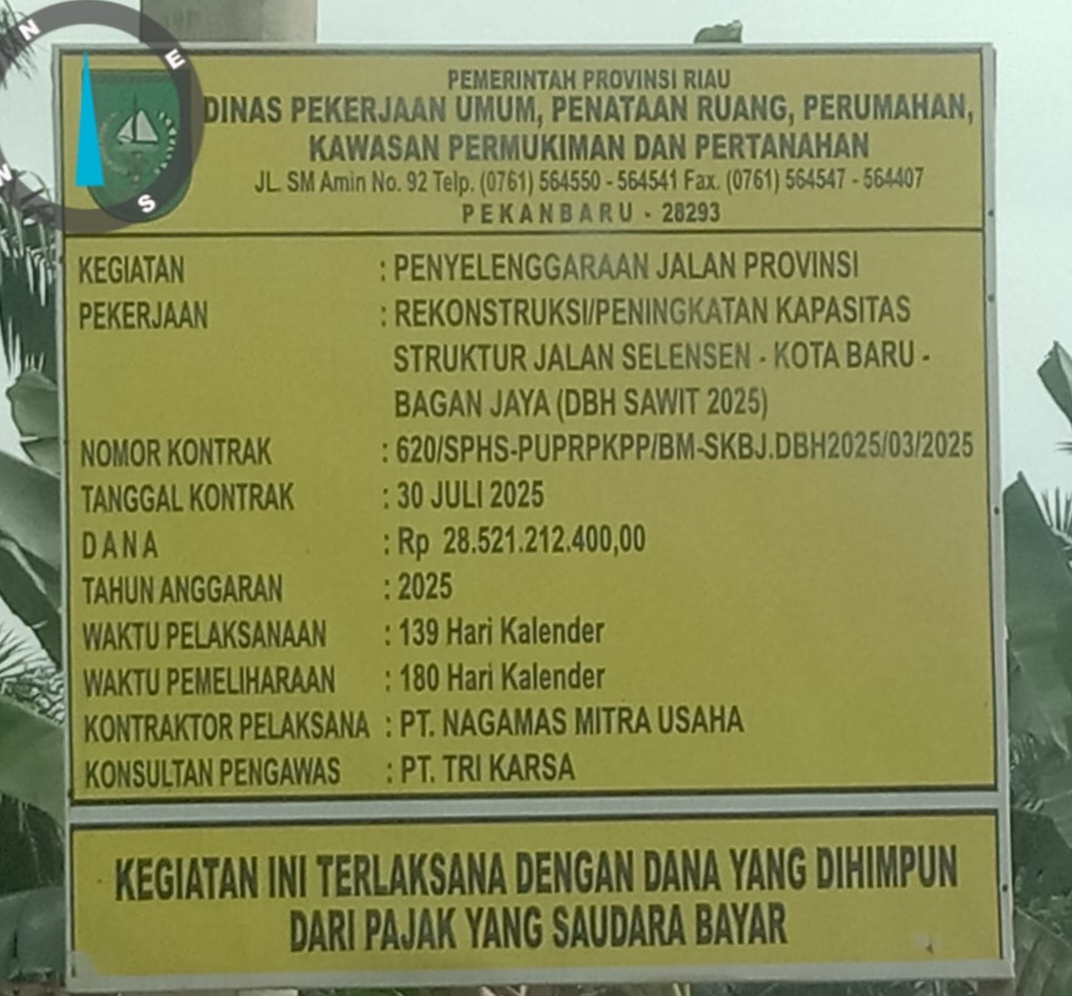 N
E
S
W
PEMERINTAH PROVINSI RIAU
DINAS PEKERJAAN UMUM, PENATAAN RUANG, PERUMAHAN,
KAWASAN PERMUKIMAN DAN PERTANAHAN
JL. SM Amin No. 92 Telp. (0761) 564550 - 564541 Fax. (0761) 564547 - 564407
PEKANBARU - 28293
KEGIATAN : PENYELENGGARAAN JALAN PROVINSI
PEKERJAAN : REKONSTRUKSI/PENINGKATAN KAPASITAS
STRUKTUR JALAN SELENSEN - KOTA BARU -
BAGAN JAYA (DBH SAWIT 2025)
NOMOR KONTRAK : 620/SPHS-PUPRPKPP/BM-SKBJ.DBH2025/03/2025
TANGGAL KONTRAK : 30 JULI 2025
DANA : Rp 28.521.212.400,00
TAHUN ANGGARAN : 2025
WAKTU PELAKSANAAN : 139 Hari Kalender
WAKTU PEMELIHARAAN : 180 Hari Kalender
KONTRAKTOR PELAKSANA : PT. NAGAMAS MITRA USAHA
KONSULTAN PENGAWAS : PT. TRI KARSA
KEGIATAN INI TERLAKSANA DENGAN DANA YANG DIHIMPUN
DARI PAJAK YANG SAUDARA BAYAR